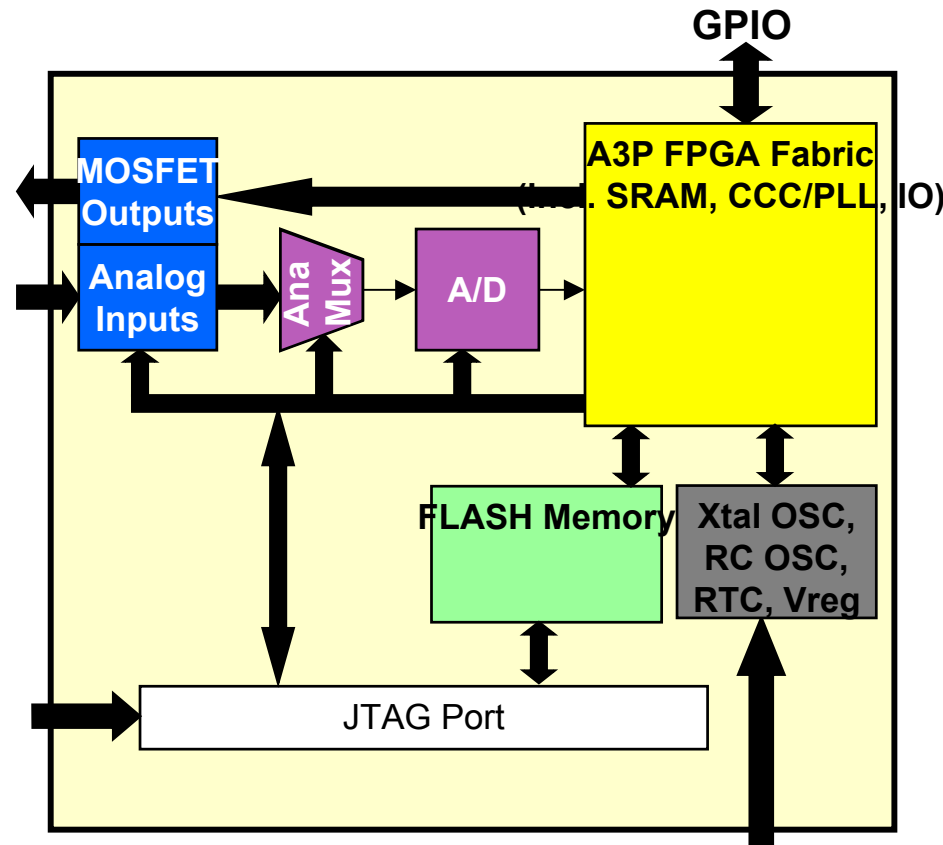 GPIO
MOSFET
Outputs
A3P FPGA Fabric
(Incl. SRAM, CCC/PLL, IO)
Analog
Inputs
Ana
Mux
A/D
FLASH Memory
Xtal OSC,
RC OSC,
RTC, Vreg
JTAG Port